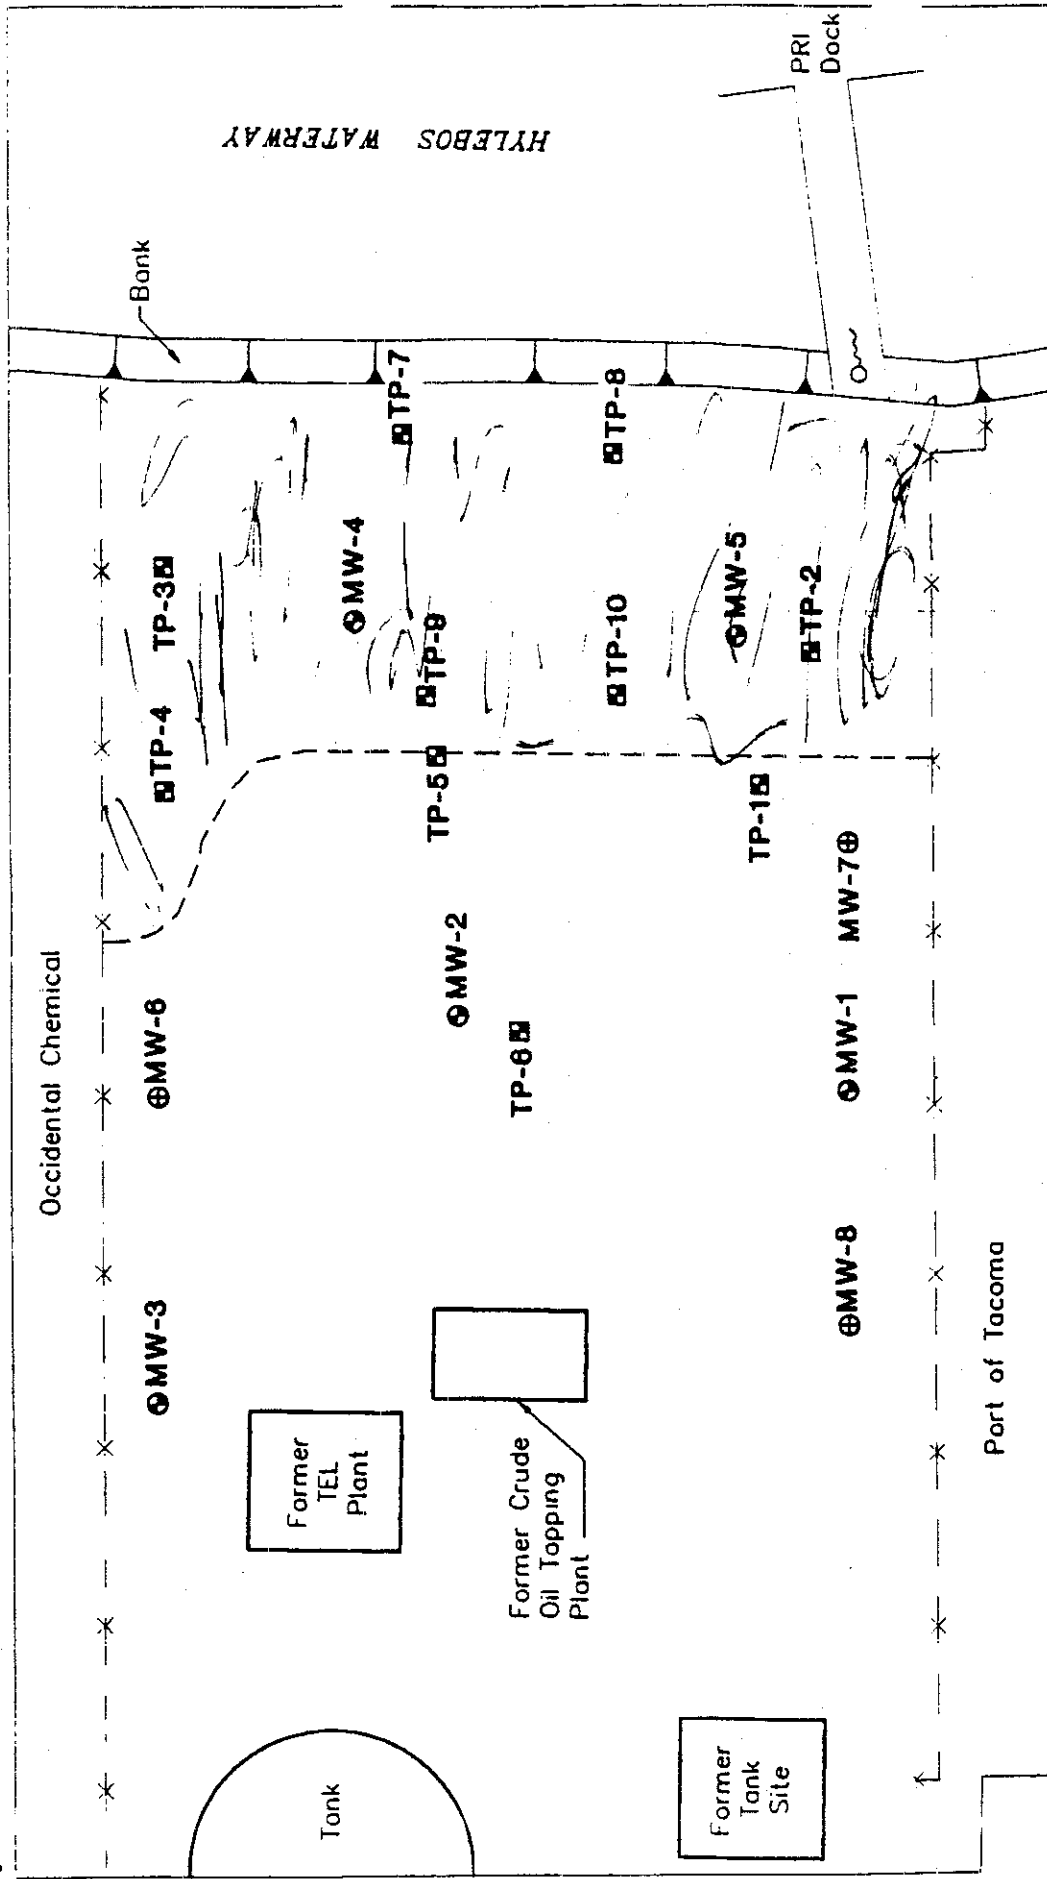 Occidental Chemical
HYLEBOS WATERWAY
PRI
Dock
Bank
TP-7
TP-8
TP-3
MW-4
MW-5
TP-4
TP-9
TP-10
TP-2
TP-5
TP-1
MW-6
MW-2
TP-6
MW-1
MW-7
MW-3
MW-8
Former
TEL
Plant
Former Crude
Oil Topping
Plant
Tank
Former
Tank
Site
Port of Tacoma